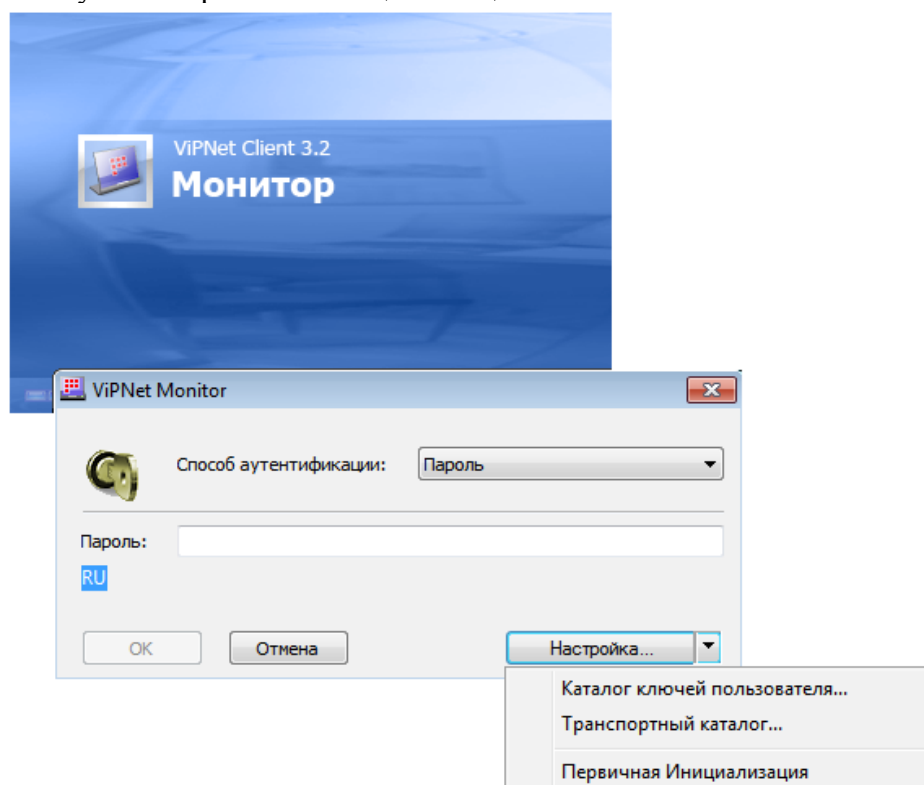 ViPNet Client 3.2
Монитор
ViPNet Monitor
Способ аутентификации: Пароль
Пароль:
RU
OK Отмена Настройка...
Каталог ключей пользователя...
Транспортный каталог...
Первичная Инициализация